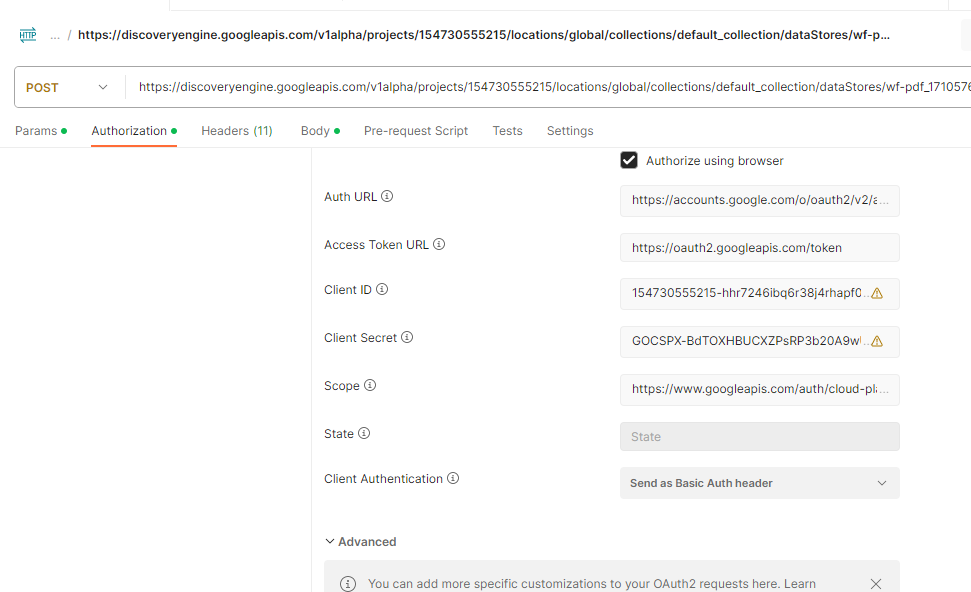 HTTP
... / https://discoveryengine.googleapis.com/v1alpha/projects/154730555215/locations/global/collections/default_collection/dataStores/wf-p...
POST https://discoveryengine.googleapis.com/v1alpha/projects/154730555215/locations/global/collections/default_collection/dataStores/wf-pdf_1710576
Params Authorization Headers (11) Body Pre-request Script Tests Settings
Authorize using browser
Auth URL https://accounts.google.com/o/oauth2/v2/a...
Access Token URL https://oauth2.googleapis.com/token
Client ID 154730555215-hhr7246ibq6r38j4rhapf0...
Client Secret GOCSPX-BdTOXHBUCXZPsRP3b20A9w...
Scope https://www.googleapis.com/auth/cloud-pl...
State State
Client Authentication Send as Basic Auth header
Advanced
You can add more specific customizations to your OAuth2 requests here. Learn